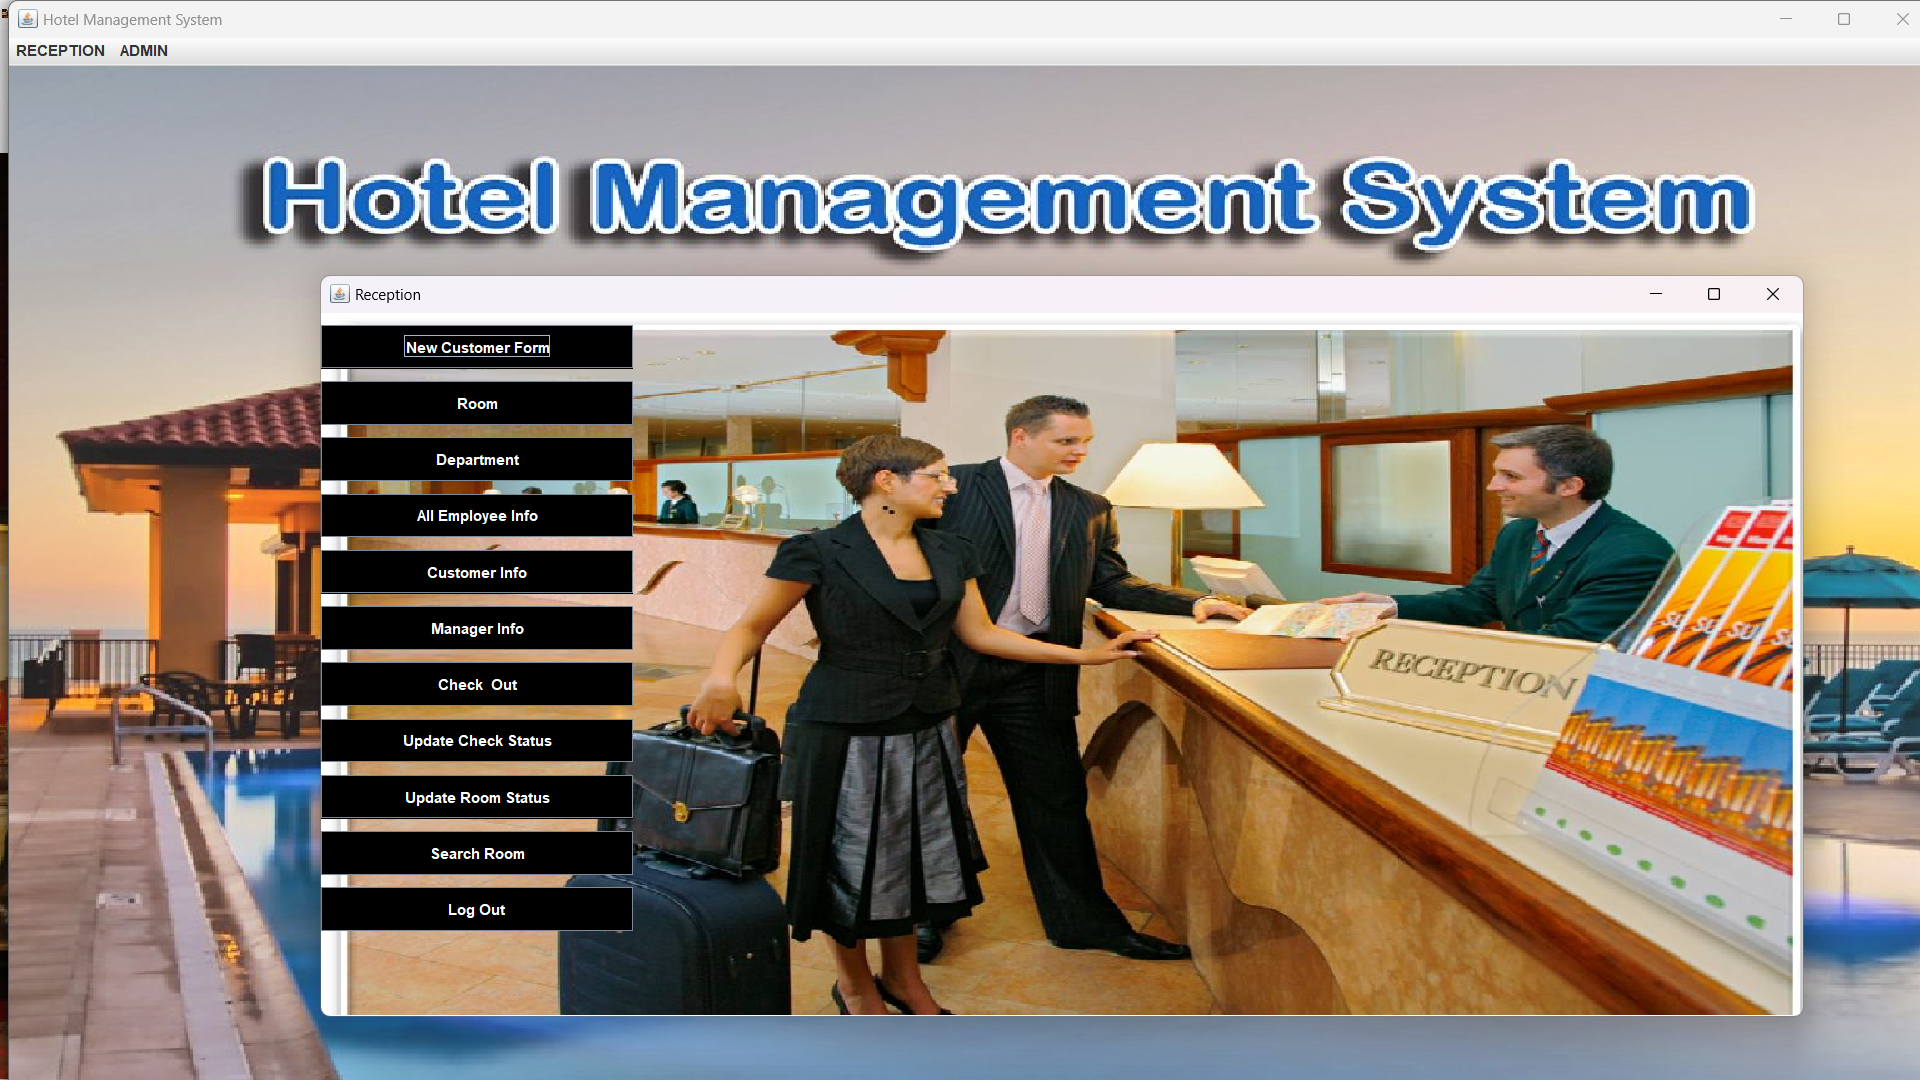 Hotel Management System
RECEPTION ADMIN
Hotel Management System
Reception
New Customer Form
Room
Department
All Employee Info
Customer Info
Manager Info
Check  Out
Update Check Status
Update Room Status
Search Room
Log Out
RECEPTION